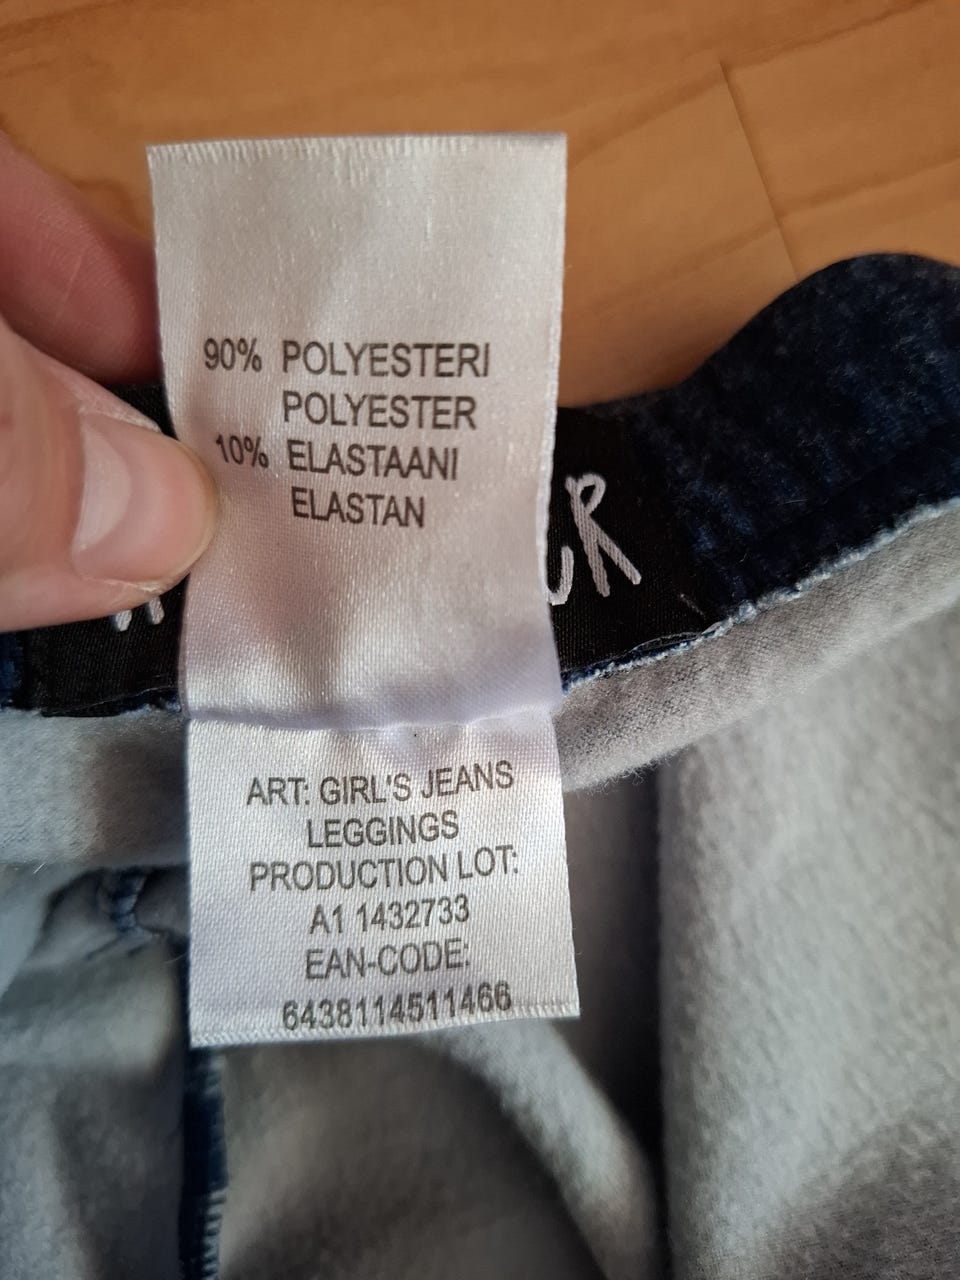 90% POLYESTERI
POLYESTER
10% ELASTAANI
ELASTAN
ART: GIRL'S JEANS
LEGGINGS
PRODUCTION LOT:
A1 1432733
EAN-CODE:
6438114511466